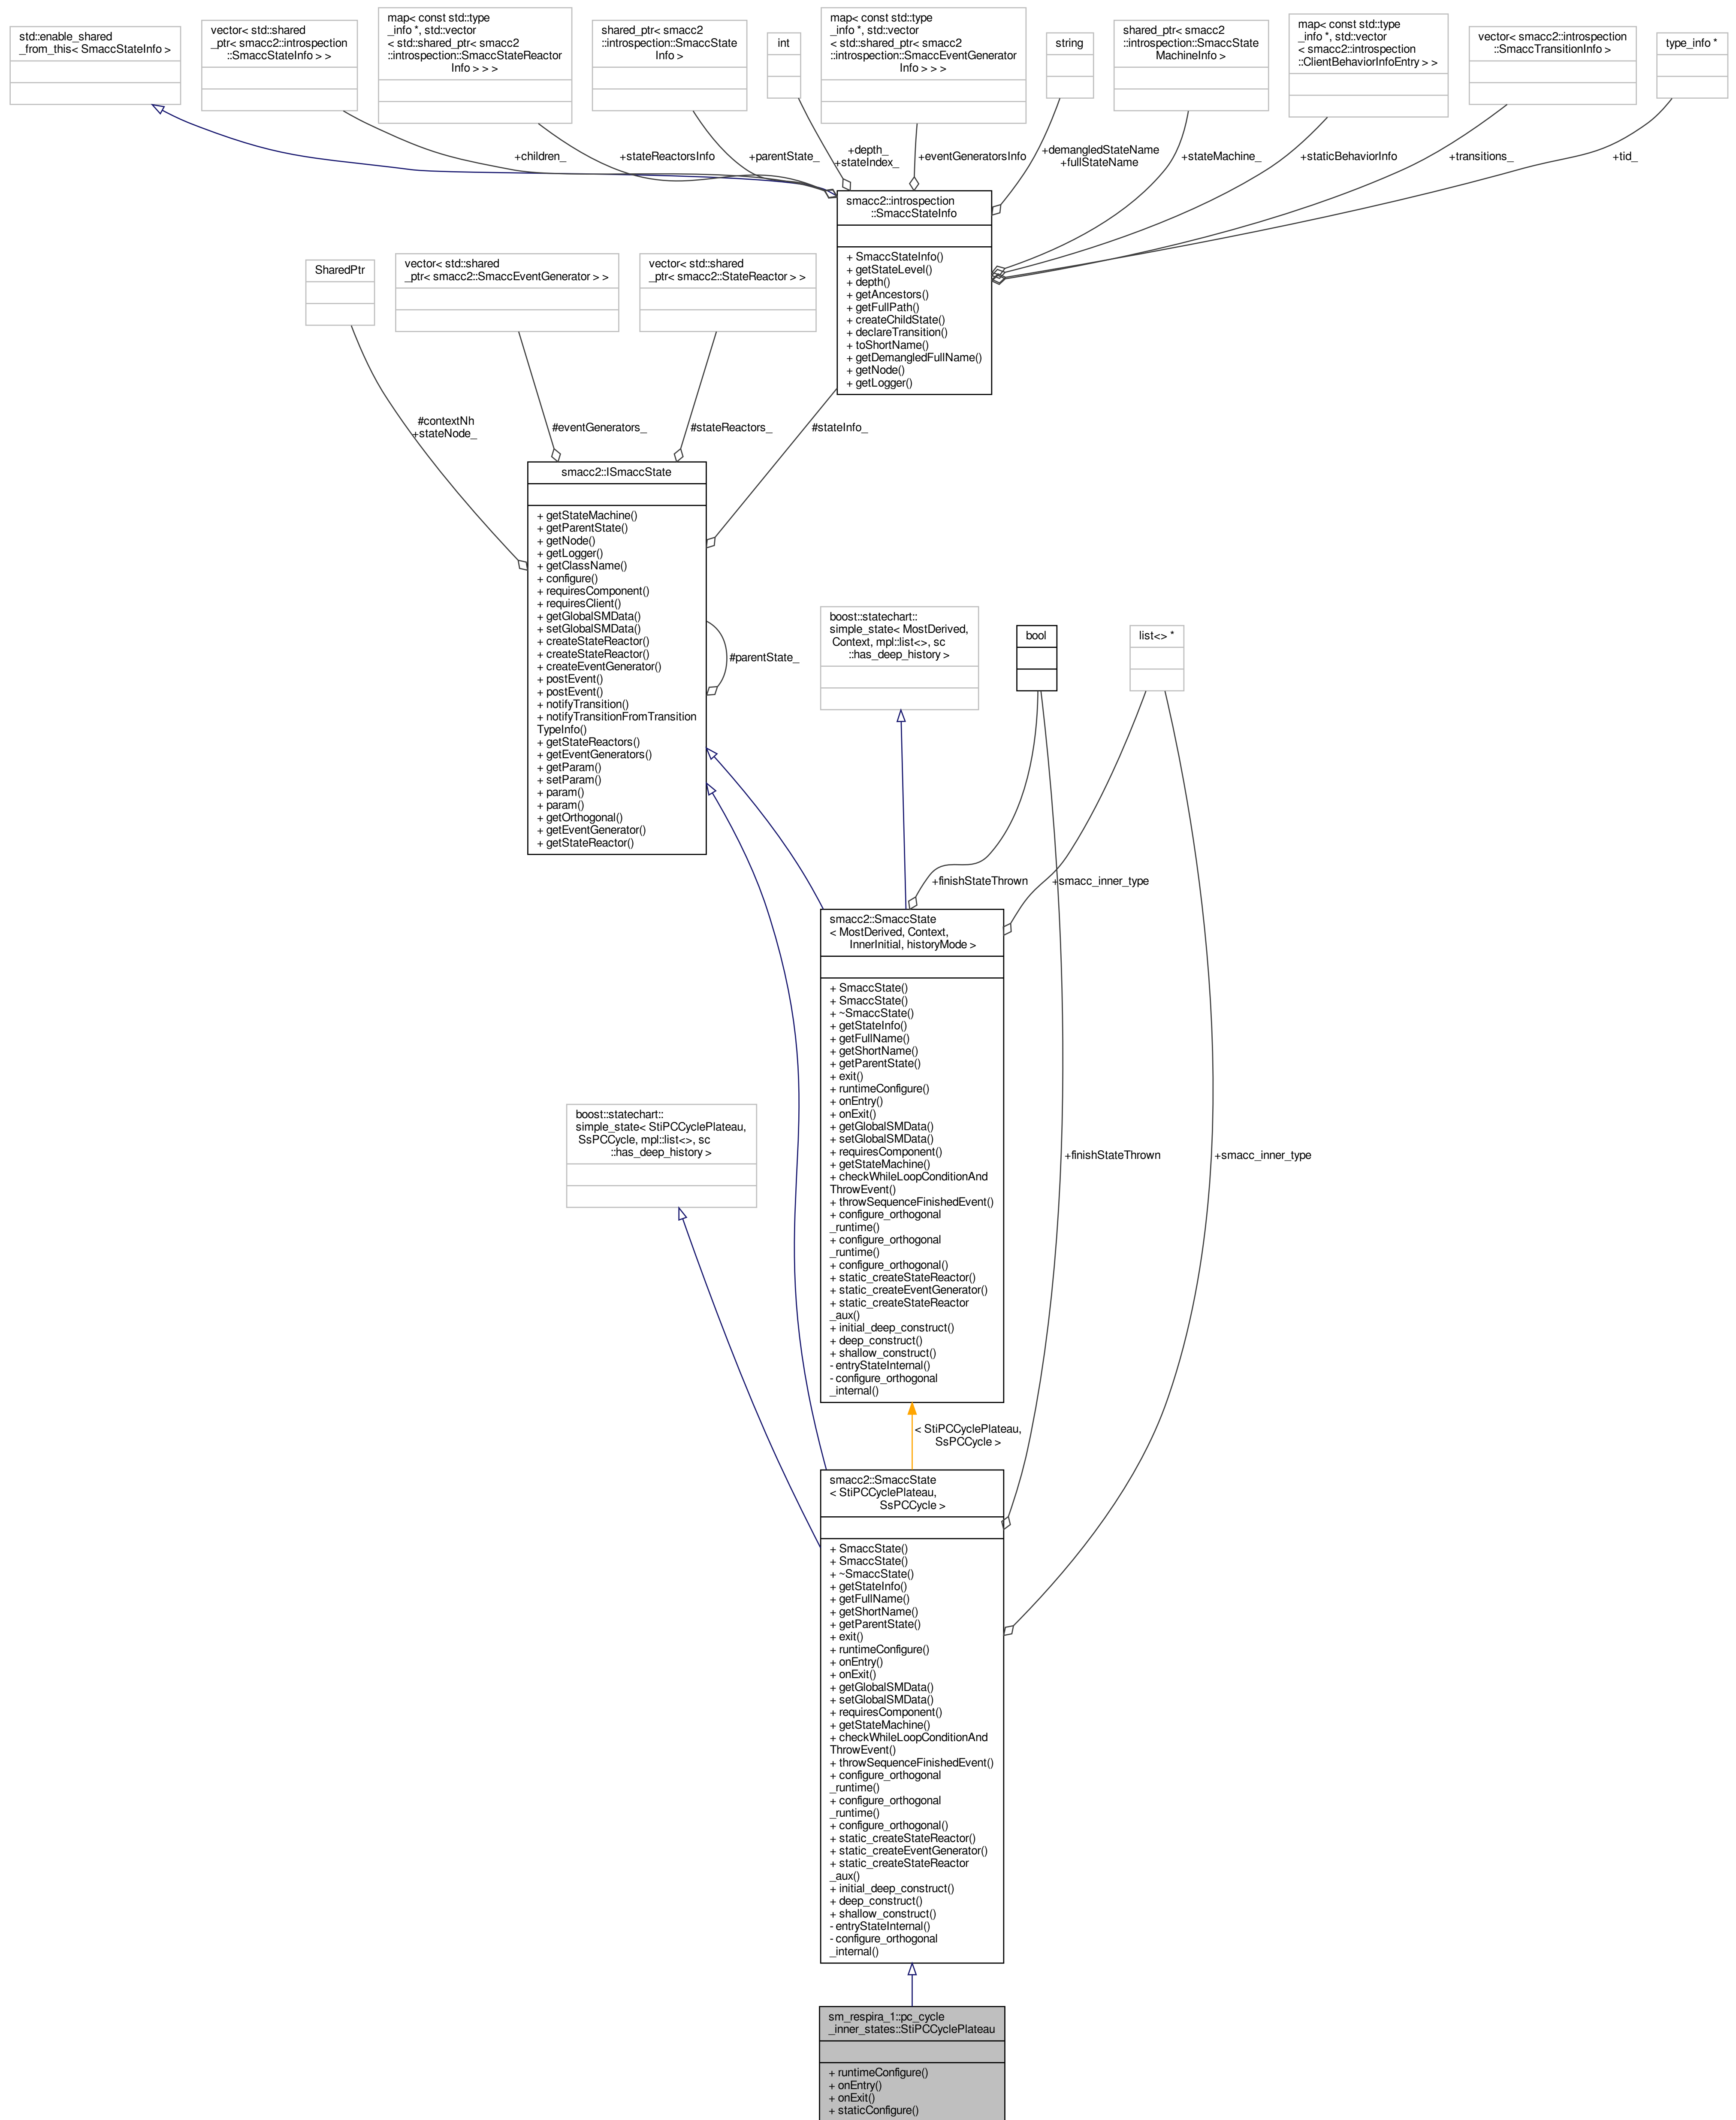 std::enable_shared
_from_this< SmaccStateInfo >
vector< std::shared
_ptr< smacc2::introspection
::SmaccStateInfo > >
map< const std::type
_info *, std::vector
< std::shared_ptr< smacc2
::introspection::SmaccStateReactor
Info > > >
shared_ptr< smacc2
::introspection::SmaccState
Info >
int
map< const std::type
_info *, std::vector
< std::shared_ptr< smacc2
::introspection::SmaccEventGenerator
Info > > >
string
shared_ptr< smacc2
::introspection::SmaccState
MachineInfo >
map< const std::type
_info *, std::vector
< smacc2::introspection
::ClientBehaviorInfoEntry > >
vector< smacc2::introspection
::SmaccTransitionInfo >
type_info *
+children_
+stateReactorsInfo
+parentState_
+depth_
+stateIndex_
+eventGeneratorsInfo
+demangledStateName
+fullStateName
+stateMachine_
+staticBehaviorInfo
+transitions_
+tid_
smacc2::introspection
::SmaccStateInfo
+ SmaccStateInfo()
+ getStateLevel()
+ depth()
+ getAncestors()
+ getFullPath()
+ createChildState()
+ declareTransition()
+ toShortName()
+ getDemangledFullName()
+ getNode()
+ getLogger()
SharedPtr
vector< std::shared
_ptr< smacc2::SmaccEventGenerator > >
vector< std::shared
_ptr< smacc2::StateReactor > >
#contextNh
+stateNode_
#eventGenerators_
#stateReactors_
#stateInfo_
smacc2::ISmaccState
+ getStateMachine()
+ getParentState()
+ getNode()
+ getLogger()
+ getClassName()
+ configure()
+ requiresComponent()
+ requiresClient()
+ getGlobalSMData()
+ setGlobalSMData()
+ createStateReactor()
+ createStateReactor()
+ createEventGenerator()
+ postEvent()
+ postEvent()
+ notifyTransition()
+ notifyTransitionFromTransition
TypeInfo()
+ getStateReactors()
+ getEventGenerators()
+ getParam()
+ setParam()
+ param()
+ param()
+ getOrthogonal()
+ getEventGenerator()
+ getStateReactor()
#parentState_
boost::statechart::
simple_state< MostDerived,
Context, mpl::list<>, sc
::has_deep_history >
bool
list<> *
+finishStateThrown
+smacc_inner_type
smacc2::SmaccState
< MostDerived, Context,
InnerInitial, historyMode >
+ SmaccState()
+ SmaccState()
+ ~SmaccState()
+ getStateInfo()
+ getFullName()
+ getShortName()
+ getParentState()
+ exit()
+ runtimeConfigure()
+ onEntry()
+ onExit()
+ getGlobalSMData()
+ setGlobalSMData()
+ requiresComponent()
+ getStateMachine()
+ checkWhileLoopConditionAnd
ThrowEvent()
+ throwSequenceFinishedEvent()
+ configure_orthogonal
_runtime()
+ configure_orthogonal
_runtime()
+ configure_orthogonal()
+ static_createStateReactor()
+ static_createEventGenerator()
+ static_createStateReactor
_aux()
+ initial_deep_construct()
+ deep_construct()
+ shallow_construct()
- entryStateInternal()
- configure_orthogonal
_internal()
boost::statechart::
simple_state< StiPCCyclePlateau,
SsPCCycle, mpl::list<>, sc
::has_deep_history >
+finishStateThrown
+smacc_inner_type
< StiPCCyclePlateau,
SsPCCycle >
smacc2::SmaccState
< StiPCCyclePlateau,
SsPCCycle >
+ SmaccState()
+ SmaccState()
+ ~SmaccState()
+ getStateInfo()
+ getFullName()
+ getShortName()
+ getParentState()
+ exit()
+ runtimeConfigure()
+ onEntry()
+ onExit()
+ getGlobalSMData()
+ setGlobalSMData()
+ requiresComponent()
+ getStateMachine()
+ checkWhileLoopConditionAnd
ThrowEvent()
+ throwSequenceFinishedEvent()
+ configure_orthogonal
_runtime()
+ configure_orthogonal
_runtime()
+ configure_orthogonal()
+ static_createStateReactor()
+ static_createEventGenerator()
+ static_createStateReactor
_aux()
+ initial_deep_construct()
+ deep_construct()
+ shallow_construct()
- entryStateInternal()
- configure_orthogonal
_internal()
sm_respira_1::pc_cycle
_inner_states::StiPCCyclePlateau
+ runtimeConfigure()
+ onEntry()
+ onExit()
+ staticConfigure()